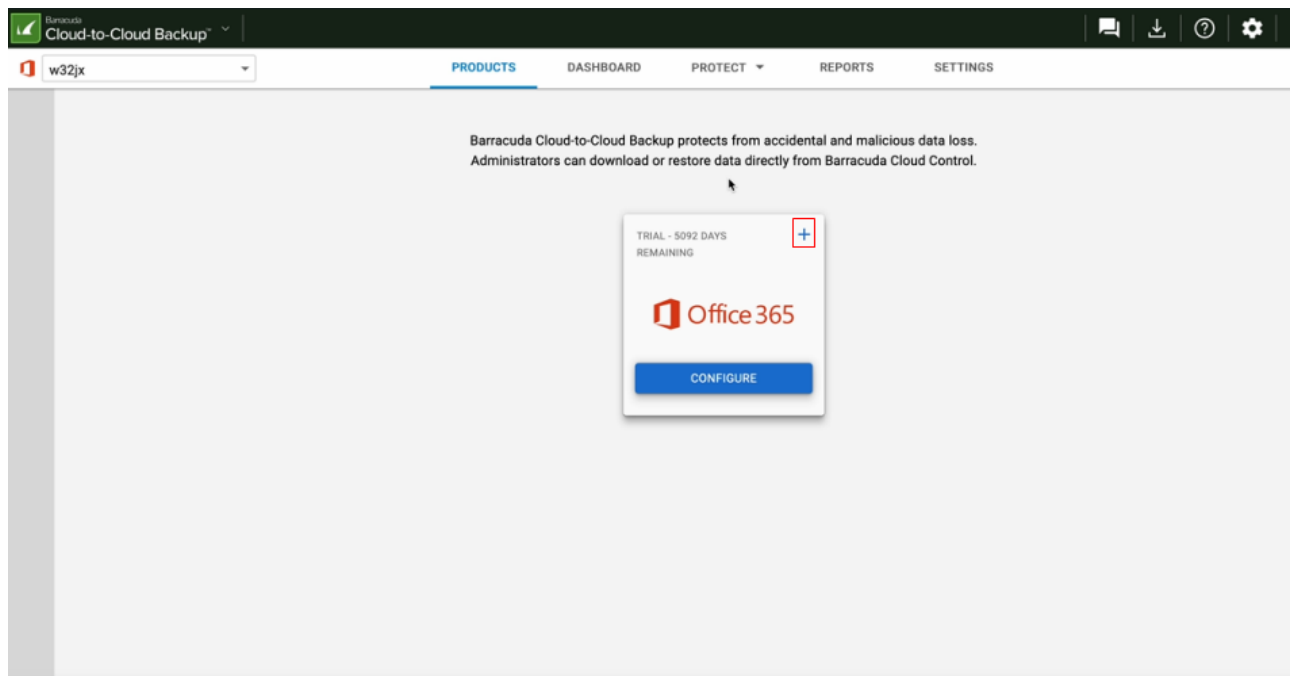 Barracuda
Cloud-to-Cloud Backup™
w32jx
PRODUCTS DASHBOARD PROTECT REPORTS SETTINGS
Barracuda Cloud-to-Cloud Backup protects from accidental and malicious data loss.
Administrators can download or restore data directly from Barracuda Cloud Control.
TRIAL - 5092 DAYS
REMAINING
Office 365
CONFIGURE